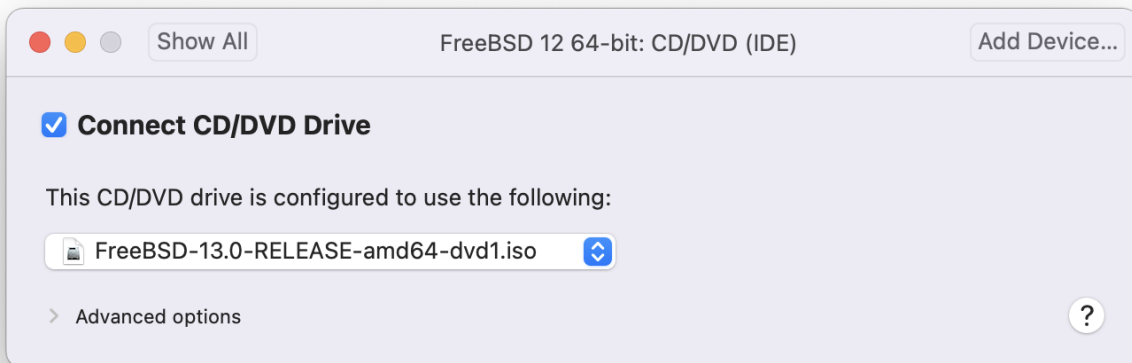 Show All FreeBSD 12 64-bit: CD/DVD (IDE) Add Device...
Connect CD/DVD Drive
This CD/DVD drive is configured to use the following:
FreeBSD-13.0-RELEASE-amd64-dvd1.iso
Advanced options ?